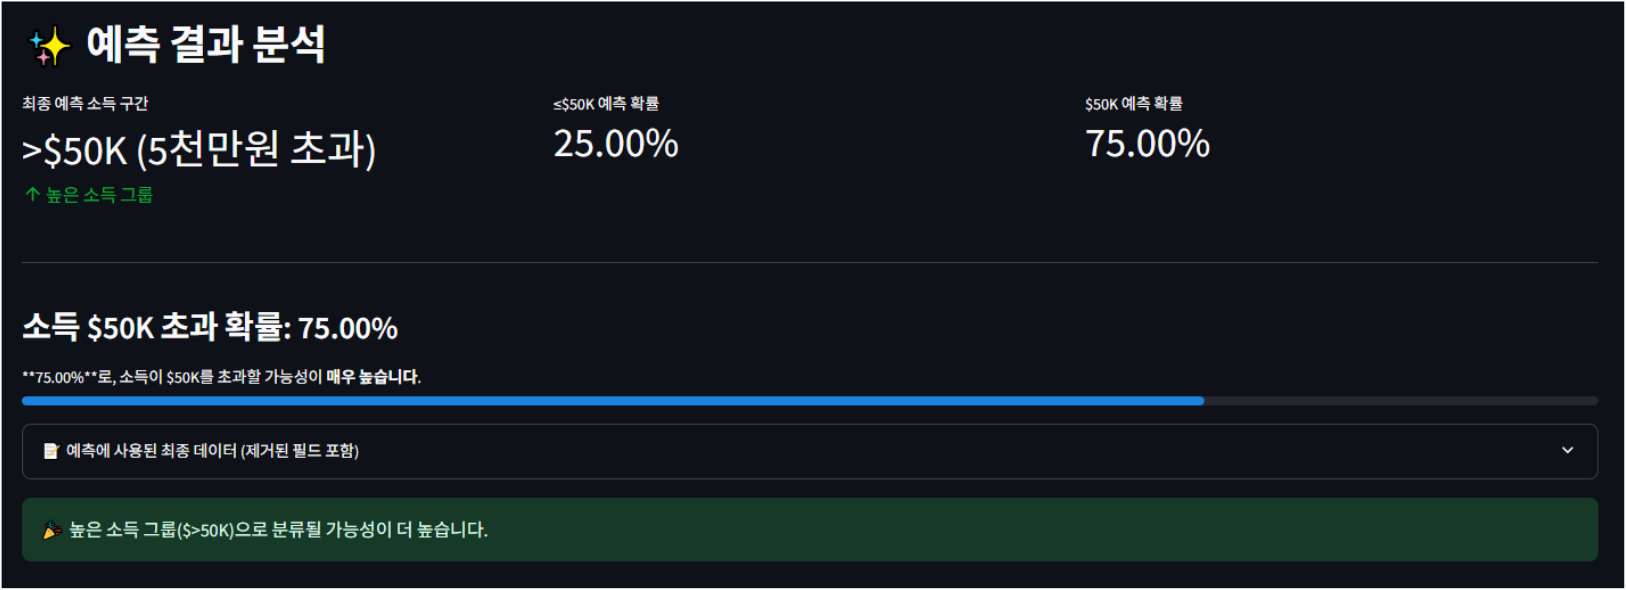 ✨ 예측 결과 분석
최종 예측 소득 구간
>$50K (5천만원 초과)
↑ 높은 소득 그룹
≤$50K 예측 확률
25.00%
$50K 예측 확률
75.00%
소득 $50K 초과 확률: 75.00%
**75.00%**로, 소득이 $50K를 초과할 가능성이 매우 높습니다.
📝 예측에 사용된 최종 데이터 (제거된 필드 포함)
🎉 높은 소득 그룹($>50K)으로 분류될 가능성이 더 높습니다.